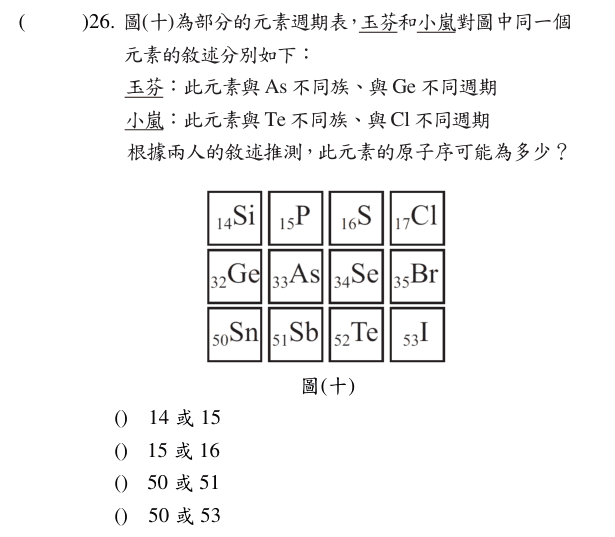 (　　)26. 圖(十)為部分的元素週期表，玉芬和小嵐對圖中同一個
元素的敘述分別如下：
玉芬：此元素與 As 不同族、與 Ge 不同週期
小嵐：此元素與 Te 不同族、與 Cl 不同週期
根據兩人的敘述推測，此元素的原子序可能為多少？
14Si 15P 16S 17Cl
32Ge 33As 34Se 35Br
50Sn 51Sb 52Te 53I
圖(十)
() 14 或 15
() 15 或 16
() 50 或 51
() 50 或 53